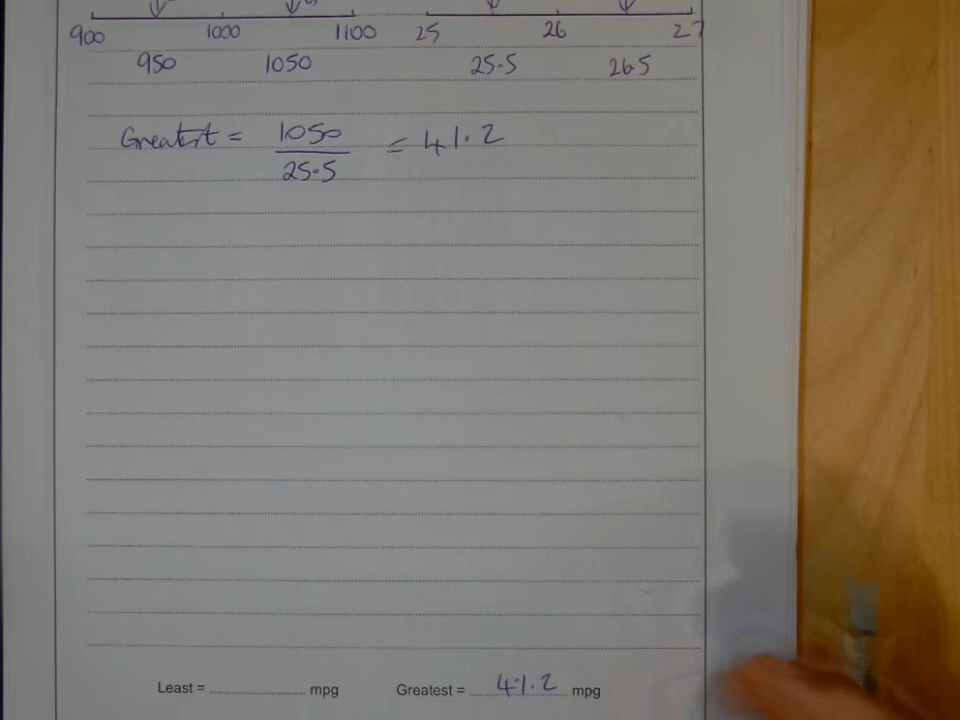 900 1000 1100 25 26 27
950 1050 25.5 26.5
Greatest = 1050 = 41.2
25.5
Least = mpg Greatest = 41.2 mpg